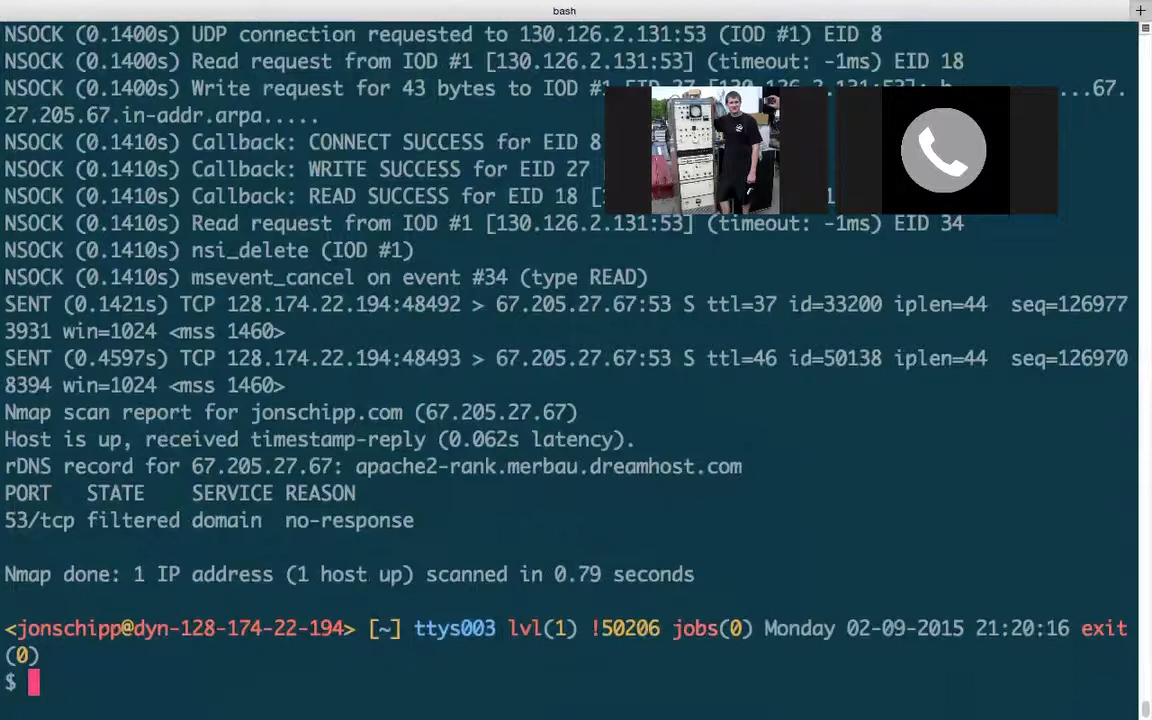 bash
NSOCK (0.1400s) UDP connection requested to 130.126.2.131:53 (IOD #1) EID 8
NSOCK (0.1400s) Read request from IOD #1 [130.126.2.131:53] (timeout: -1ms) EID 18
NSOCK (0.1400s) Write request for 43 bytes to IOD #1 EID 27 [130.126.2.131:53]: ...67.
27.205.67.in-addr.arpa.....
NSOCK (0.1410s) Callback: CONNECT SUCCESS for EID 8
NSOCK (0.1410s) Callback: WRITE SUCCESS for EID 27
NSOCK (0.1410s) Callback: READ SUCCESS for EID 18 [
NSOCK (0.1410s) Read request from IOD #1 [130.126.2.131:53] (timeout: -1ms) EID 34
NSOCK (0.1410s) nsi_delete (IOD #1)
NSOCK (0.1410s) msevent_cancel on event #34 (type READ)
SENT (0.1421s) TCP 128.174.22.194:48492 > 67.205.27.67:53 S ttl=37 id=33200 iplen=44  seq=126977
3931 win=1024 <mss 1460>
SENT (0.4597s) TCP 128.174.22.194:48493 > 67.205.27.67:53 S ttl=46 id=50138 iplen=44  seq=126970
8394 win=1024 <mss 1460>
Nmap scan report for jonschipp.com (67.205.27.67)
Host is up, received timestamp-reply (0.062s latency).
rDNS record for 67.205.27.67: apache2-rank.merbau.dreamhost.com
PORT   STATE    SERVICE REASON
53/tcp filtered domain  no-response
Nmap done: 1 IP address (1 host up) scanned in 0.79 seconds
<jonschipp@dyn-128-174-22-194> [~] ttys003 lvl(1) !50206 jobs(0) Monday 02-09-2015 21:20:16 exit
(0)
$